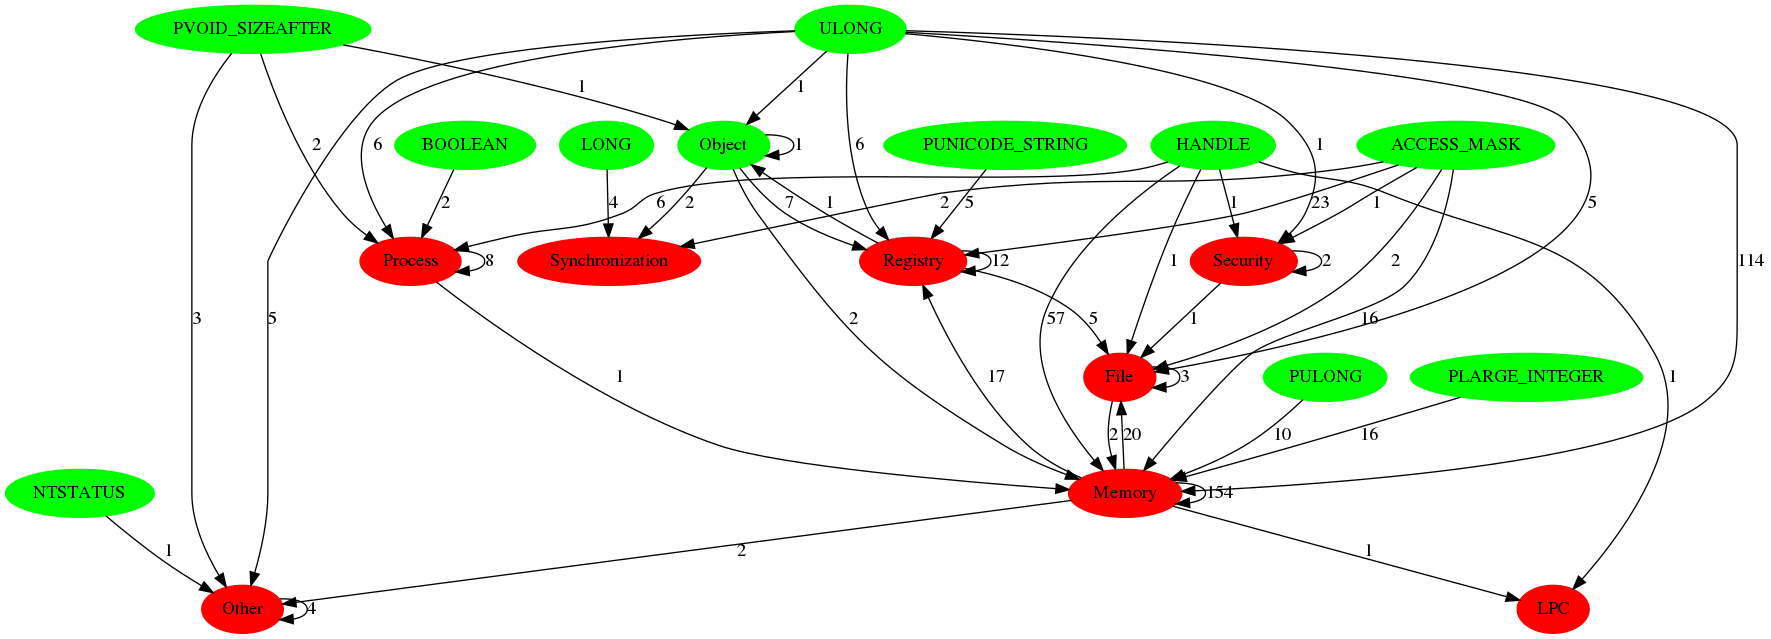 PVOID_SIZEAFTER
ULONG
1
1
BOOLEAN
LONG
Object
PUNICODE_STRING
HANDLE
ACCESS_MASK
2
6
1
6
1
2
4
6
2
7
1
5
2
1
23
1
5
Process
Synchronization
Registry
Security
8
12
2
114
3
5
2
57
1
2
5
1
16
1
17
File
3
PULONG
PLARGE_INTEGER
1
2
20
10
16
NTSTATUS
Memory
154
1
2
1
Other
4
LPC